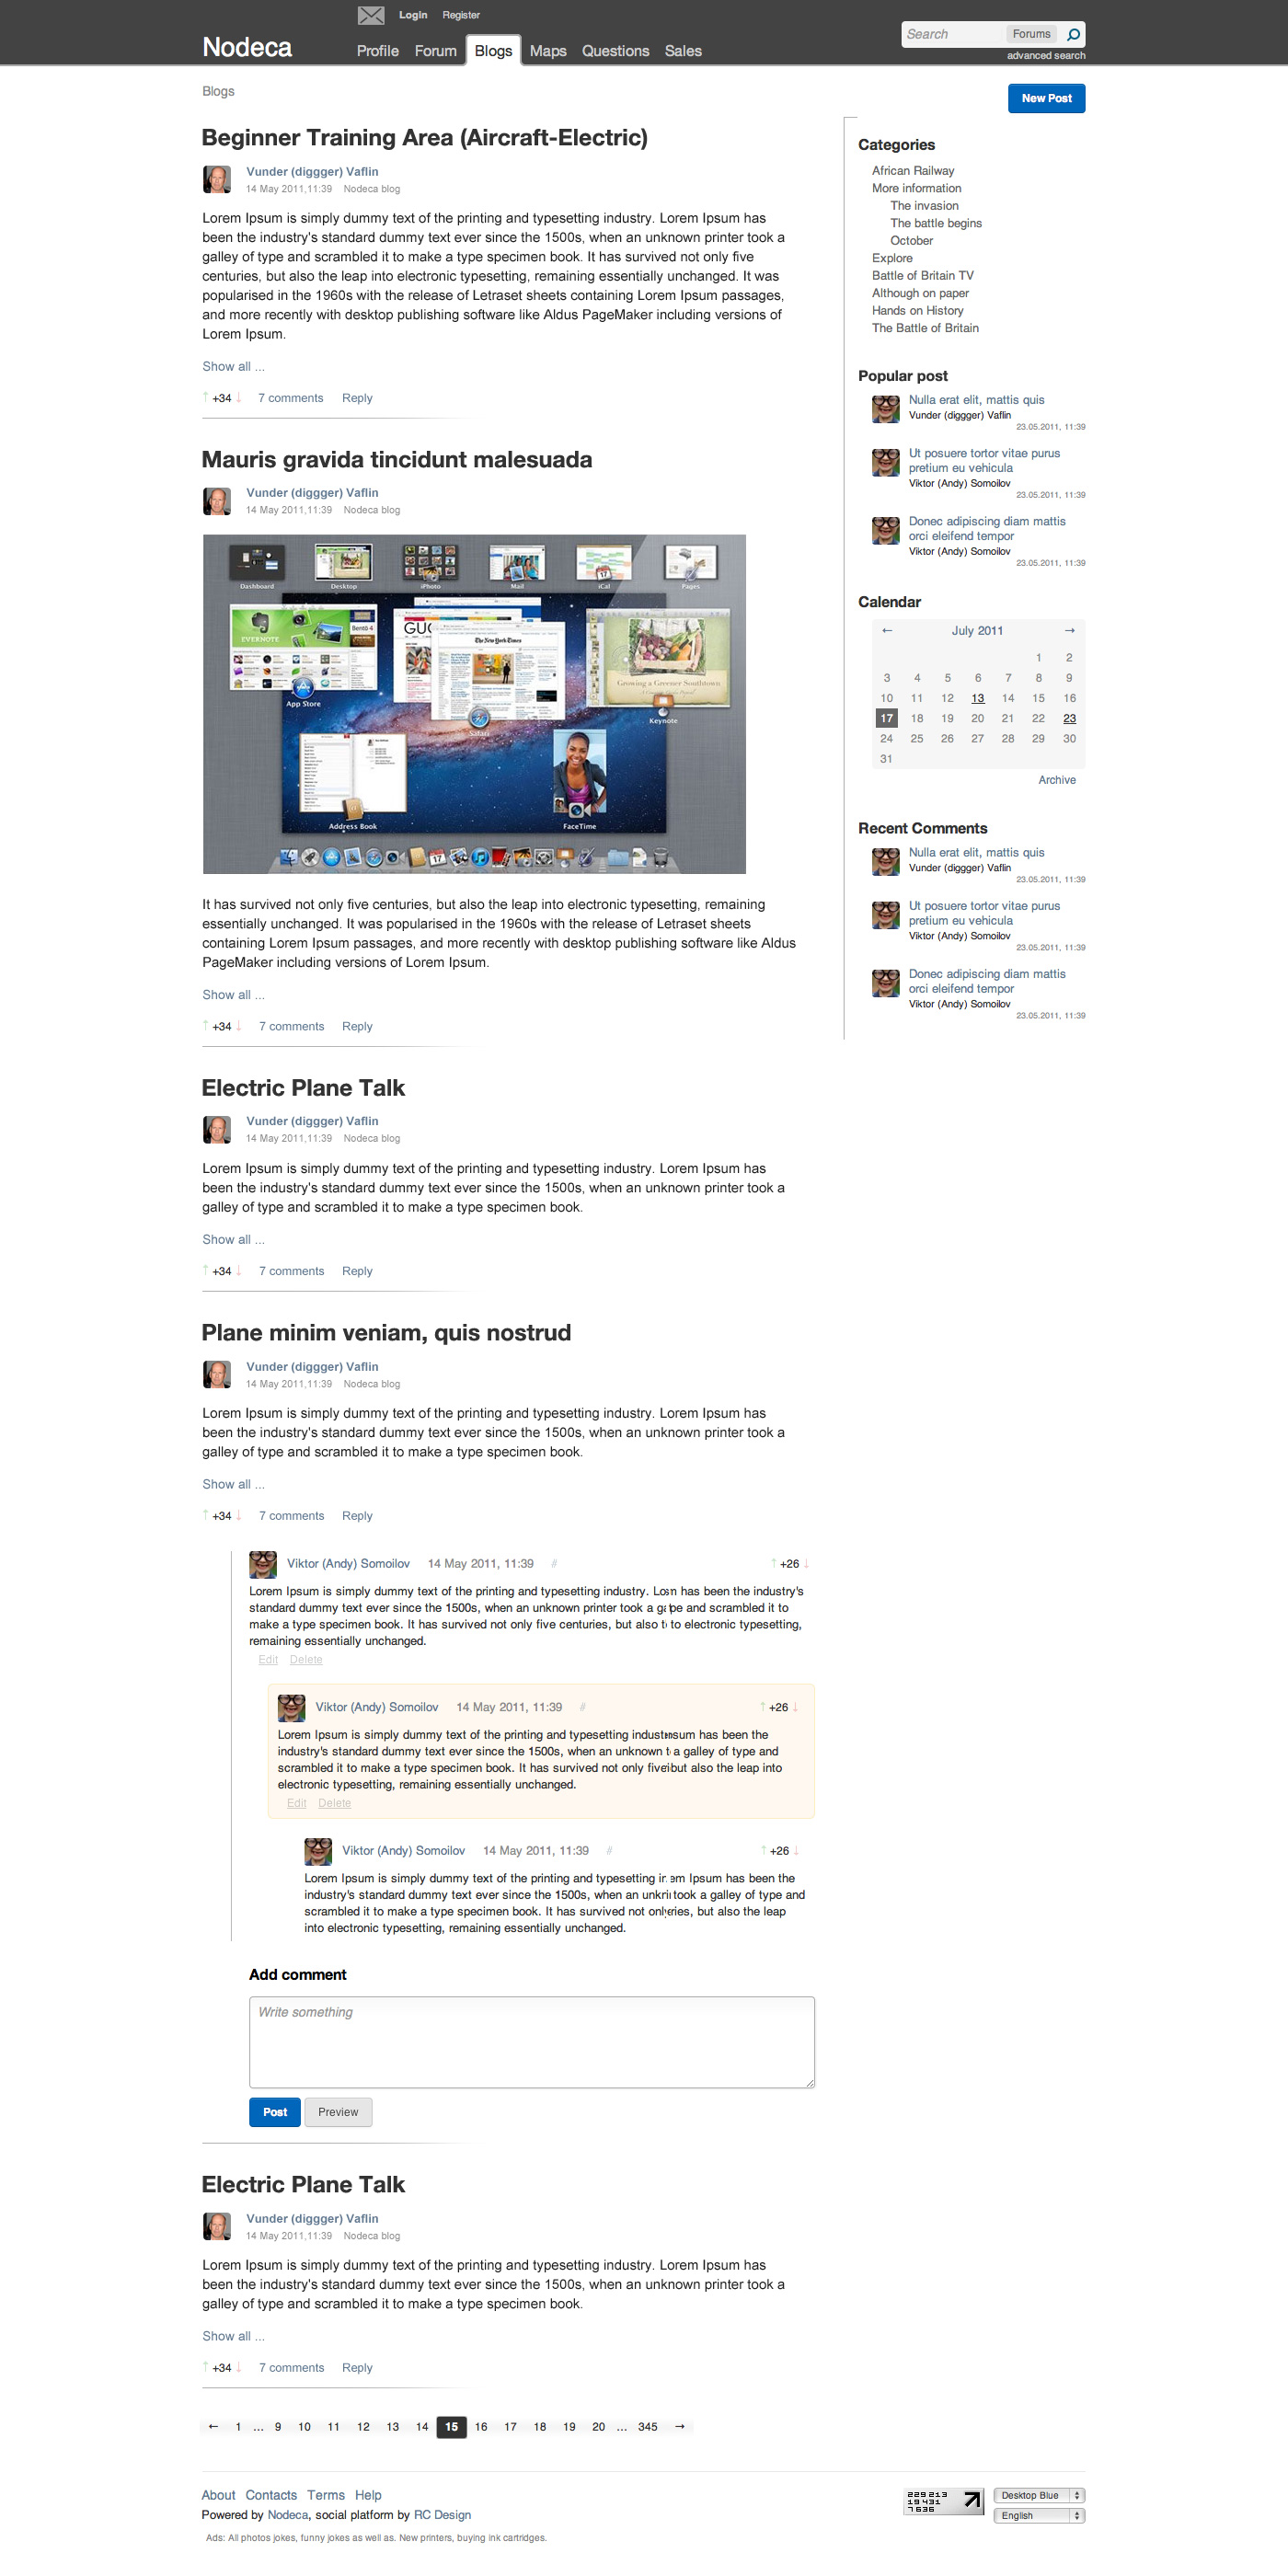 Login Register
Nodeca
Profile Forum Blogs Maps Questions Sales
Search Forums
advanced search
Blogs
New Post
Beginner Training Area (Aircraft-Electric)
Vunder (diggger) Vaflin
14 May 2011,11:39 Nodeca blog
Lorem Ipsum is simply dummy text of the printing and typesetting industry. Lorem Ipsum has
been the industry's standard dummy text ever since the 1500s, when an unknown printer took a
galley of type and scrambled it to make a type specimen book. It has survived not only five
centuries, but also the leap into electronic typesetting, remaining essentially unchanged. It was
popularised in the 1960s with the release of Letraset sheets containing Lorem Ipsum passages,
and more recently with desktop publishing software like Aldus PageMaker including versions of
Lorem Ipsum.
Show all ...
↑ +34 ↓ 7 comments Reply
Mauris gravida tincidunt malesuada
Vunder (diggger) Vaflin
14 May 2011,11:39 Nodeca blog
Dashboard Desktop iPhoto Mail iCal Pages
EVERNOTE
Bento 4
GUC
The New York Times
Growing a Greener Southtown
App Store
Safari
Keynote
Address Book
FaceTime
17
It has survived not only five centuries, but also the leap into electronic typesetting, remaining
essentially unchanged. It was popularised in the 1960s with the release of Letraset sheets
containing Lorem Ipsum passages, and more recently with desktop publishing software like Aldus
PageMaker including versions of Lorem Ipsum.
Show all ...
↑ +34 ↓ 7 comments Reply
Electric Plane Talk
Vunder (diggger) Vaflin
14 May 2011,11:39 Nodeca blog
Lorem Ipsum is simply dummy text of the printing and typesetting industry. Lorem Ipsum has
been the industry's standard dummy text ever since the 1500s, when an unknown printer took a
galley of type and scrambled it to make a type specimen book.
Show all ...
↑ +34 ↓ 7 comments Reply
Plane minim veniam, quis nostrud
Vunder (diggger) Vaflin
14 May 2011,11:39 Nodeca blog
Lorem Ipsum is simply dummy text of the printing and typesetting industry. Lorem Ipsum has
been the industry's standard dummy text ever since the 1500s, when an unknown printer took a
galley of type and scrambled it to make a type specimen book.
Show all ...
↑ +34 ↓ 7 comments Reply
Viktor (Andy) Somoilov 14 May 2011, 11:39 // ↑ +26 ↓
Lorem Ipsum is simply dummy text of the printing and typesetting industry. has been the industry's
standard dummy text ever since the 1500s, when an unknown printer took a and scrambled it to
make a type specimen book. It has survived not only five centuries, but also to electronic typesetting,
remaining essentially unchanged.
Edit Delete
Viktor (Andy) Somoilov 14 May 2011, 11:39 // ↑ +26 ↓
Lorem Ipsum is simply dummy text of the printing and typesetting has been the
industry's standard dummy text ever since the 1500s, when an unknown a galley of type and
scrambled it to make a type specimen book. It has survived not only but also the leap into
electronic typesetting, remaining essentially unchanged.
Edit Delete
Viktor (Andy) Somoilov 14 May 2011, 11:39 // ↑ +26 ↓
Lorem Ipsum is simply dummy text of the printing and typesetting Ipsum has been the
industry's standard dummy text ever since the 1500s, when an took a galley of type and
scrambled it to make a type specimen book. It has survived not but also the leap
into electronic typesetting, remaining essentially unchanged.
Add comment
Write something
Post Preview
Electric Plane Talk
Vunder (diggger) Vaflin
14 May 2011,11:39 Nodeca blog
Lorem Ipsum is simply dummy text of the printing and typesetting industry. Lorem Ipsum has
been the industry's standard dummy text ever since the 1500s, when an unknown printer took a
galley of type and scrambled it to make a type specimen book.
Show all ...
↑ +34 ↓ 7 comments Reply
← 1 ... 9 10 11 12 13 14 15 16 17 18 19 20 ... 345 →
Categories
African Railway
More information
The invasion
The battle begins
October
Explore
Battle of Britain TV
Although on paper
Hands on History
The Battle of Britain
Popular post
Nulla erat elit, mattis quis
Vunder (diggger) Vaflin
23.05.2011, 11:39
Ut posuere tortor vitae purus
pretium eu vehicula
Viktor (Andy) Somoilov
23.05.2011, 11:39
Donec adipiscing diam mattis
orci eleifend tempor
Viktor (Andy) Somoilov
23.05.2011, 11:39
Calendar
← July 2011 →
1 2
3 4 5 6 7 8 9
10 11 12 13 14 15 16
17 18 19 20 21 22 23
24 25 26 27 28 29 30
31
Archive
Recent Comments
Nulla erat elit, mattis quis
Vunder (diggger) Vaflin
23.05.2011, 11:39
Ut posuere tortor vitae purus
pretium eu vehicula
Viktor (Andy) Somoilov
23.05.2011, 11:39
Donec adipiscing diam mattis
orci eleifend tempor
Viktor (Andy) Somoilov
23.05.2011, 11:39
About Contacts Terms Help
Powered by Nodeca, social platform by RC Design
Ads: All photos jokes, funny jokes as well as. New printers, buying ink cartridges.
229 213
19 431
7 636
Desktop Blue
English